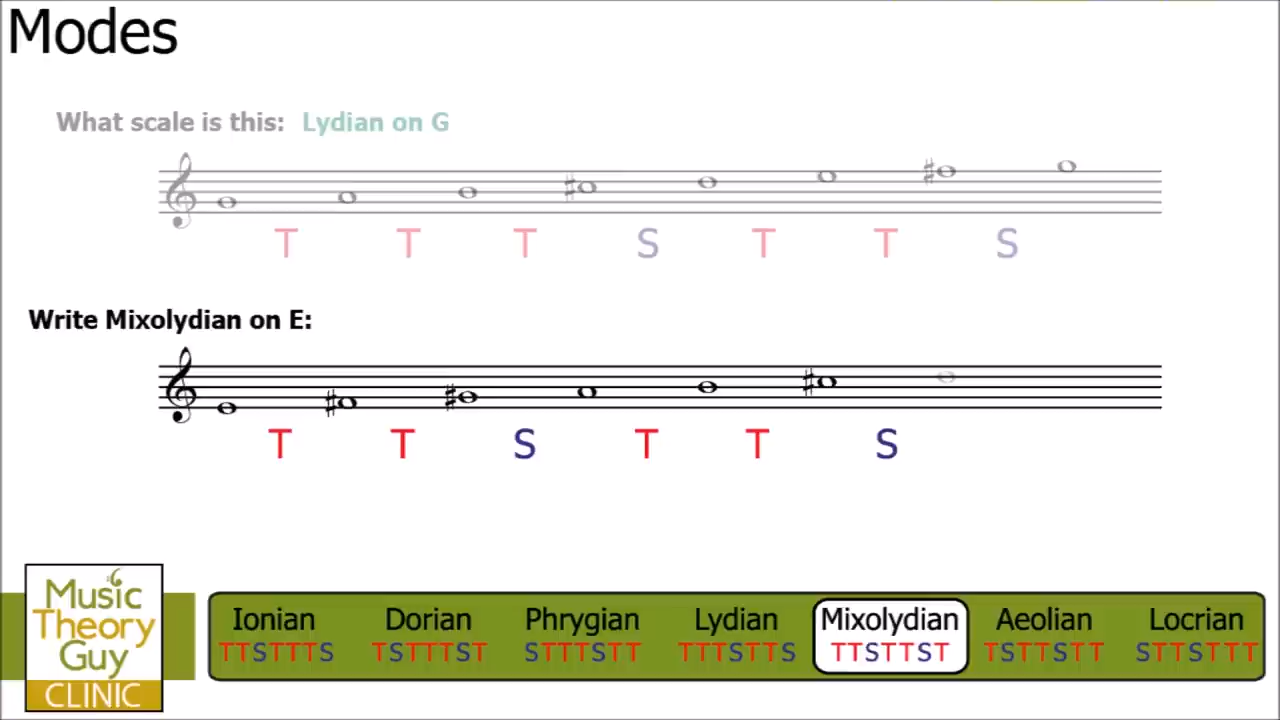 Modes
What scale is this: Lydian on G
T T T S T T S
Write Mixolydian on E:
T T S T T S
Music
Theory
Guy
CLINIC
Ionian Dorian Phrygian Lydian Mixolydian Aeolian Locrian
TTSTTTS TSTTTST STTTSTT TTTSTTS TTSTTST TSTTSTT STTSTTT